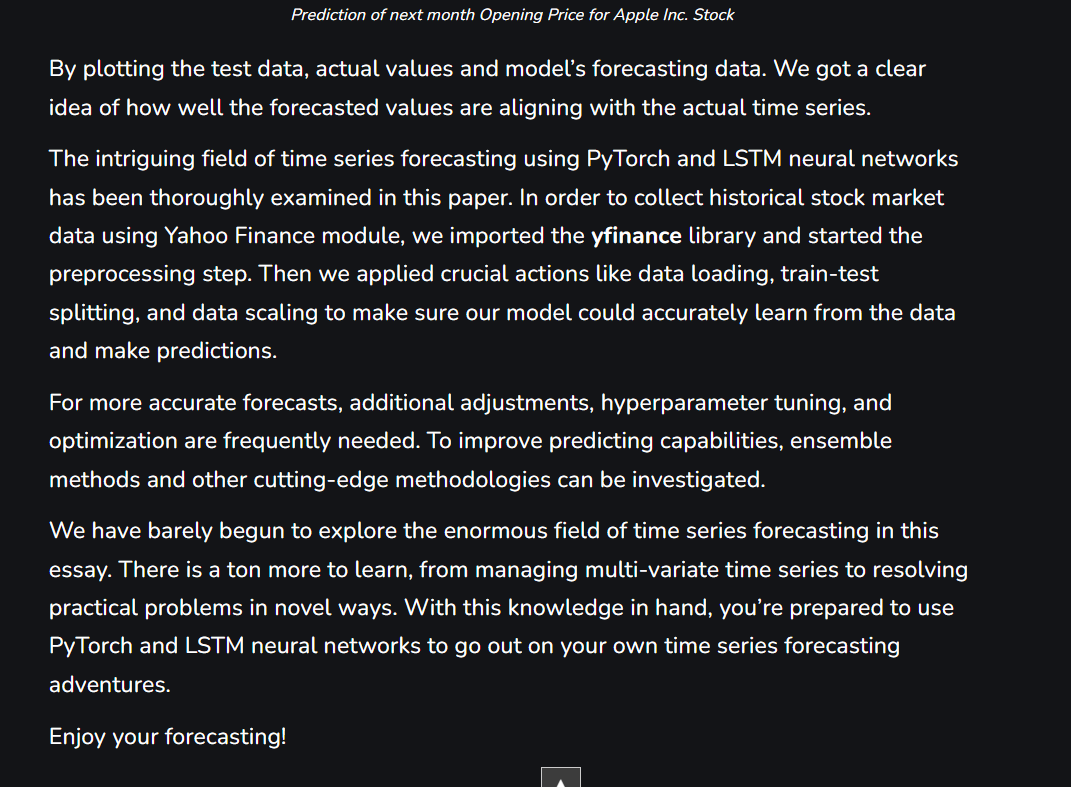 Prediction of next month Opening Price for Apple Inc. Stock
By plotting the test data, actual values and model’s forecasting data. We got a clear
idea of how well the forecasted values are aligning with the actual time series.
The intriguing field of time series forecasting using PyTorch and LSTM neural networks
has been thoroughly examined in this paper. In order to collect historical stock market
data using Yahoo Finance module, we imported the yfinance library and started the
preprocessing step. Then we applied crucial actions like data loading, train-test
splitting, and data scaling to make sure our model could accurately learn from the data
and make predictions.
For more accurate forecasts, additional adjustments, hyperparameter tuning, and
optimization are frequently needed. To improve predicting capabilities, ensemble
methods and other cutting-edge methodologies can be investigated.
We have barely begun to explore the enormous field of time series forecasting in this
essay. There is a ton more to learn, from managing multi-variate time series to resolving
practical problems in novel ways. With this knowledge in hand, you’re prepared to use
PyTorch and LSTM neural networks to go out on your own time series forecasting
adventures.
Enjoy your forecasting!